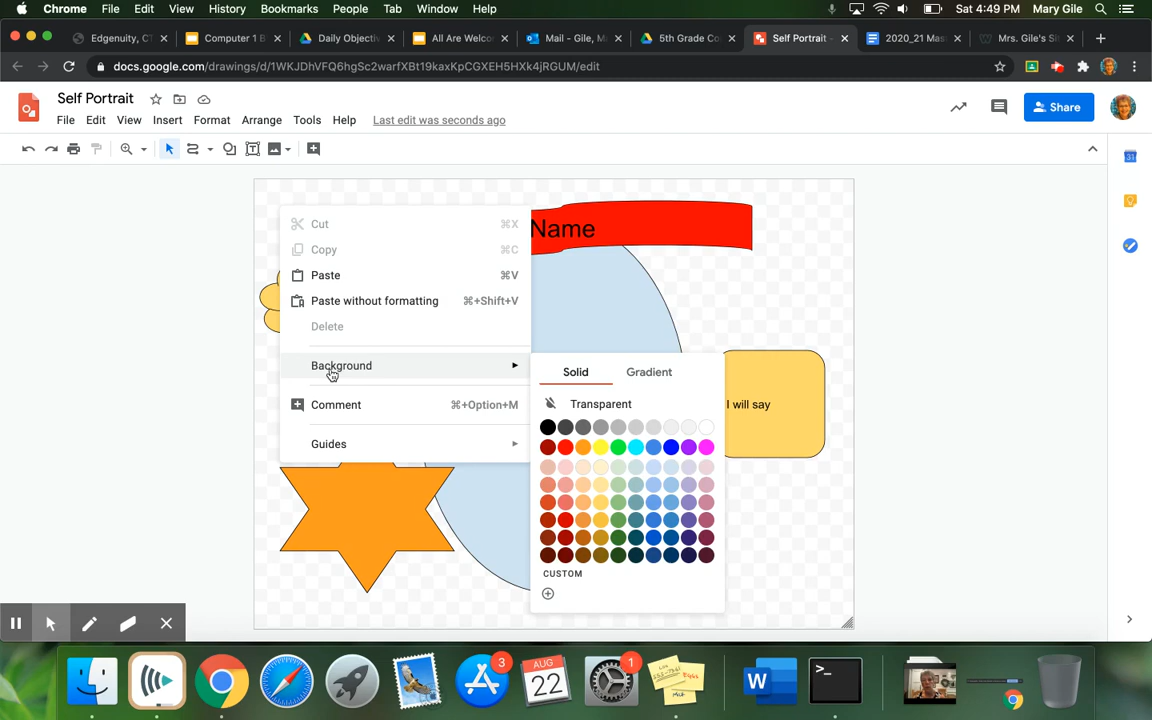 Chrome File Edit View History Bookmarks People Tab Window Help Sat 4:49 PM Mary Gile
Edgenuity, CT Computer 1 B Daily Objectiv All Are Welco Mail - Gile, M 5th Grade Co Self Portrait - 2020_21 Mas Mrs. Gile's Si
docs.google.com/drawings/d/1WKJDhVFQ6hgSc2warfXBt19kaxKpCGXEH5HXk4jRGUM/edit
Self Portrait
File Edit View Insert Format Arrange Tools Help Last edit was seconds ago
Share
31
Name
Cut ⌘X
Copy ⌘C
Paste ⌘V
Paste without formatting ⌘+Shift+V
Delete
Background
Solid Gradient
Transparent
I will say
Comment ⌘+Option+M
Guides
CUSTOM
3
AUG
22
1
W